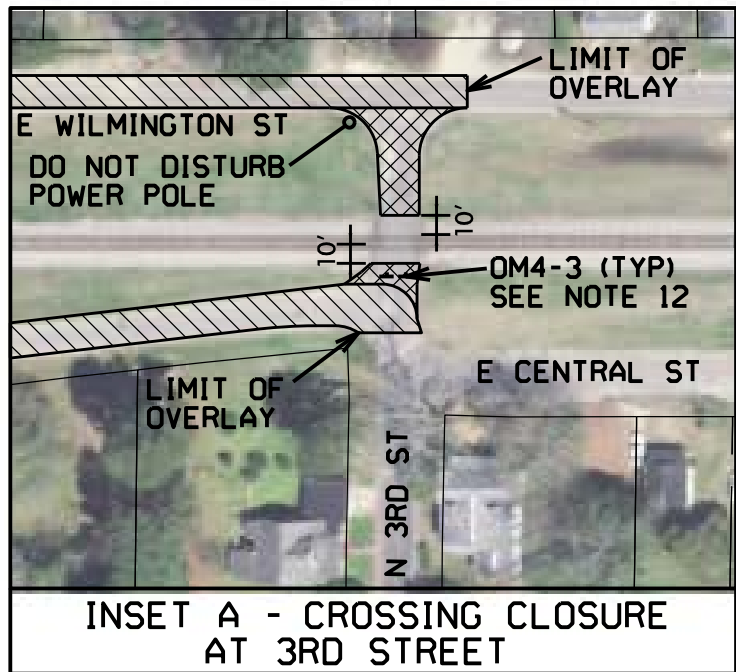 LIMIT OF
OVERLAY
E WILMINGTON ST
DO NOT DISTURB
POWER POLE
10'
10'
OM4-3 (TYP)
SEE NOTE 12
LIMIT OF
OVERLAY
E CENTRAL ST
N 3RD ST
INSET A - CROSSING CLOSURE
AT 3RD STREET